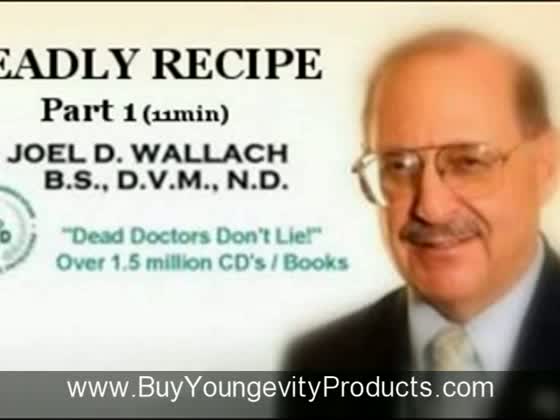 EADLY RECIPE
Part 1 (11min)
JOEL D. WALLACH
B.S., D.V.M., N.D.
"Dead Doctors Don't Lie!"
Over 1.5 million CD's / Books
www.BuyYoungevityProducts.com